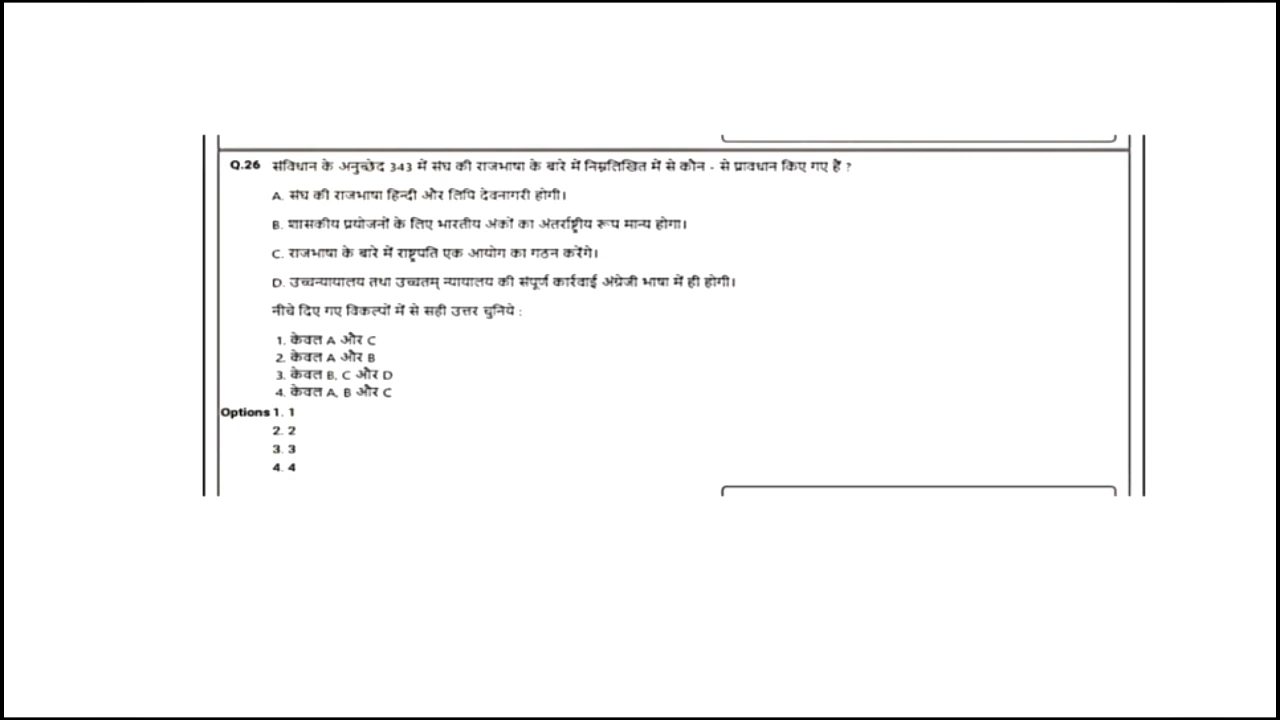 Q.26 संविधान के अनुच्छेद 343 में संघ की राजभाषा के बारे में निम्नलिखित में से कौन - से प्रावधान किए गए हैं ?
A. संघ की राजभाषा हिन्दी और लिपि देवनागरी होगी।
B. शासकीय प्रयोजनों के लिए भारतीय अंकों का अंतर्राष्ट्रीय रूप मान्य होगा।
C. राजभाषा के बारे में राष्ट्रपति एक आयोग का गठन करेंगे।
D. उच्चन्यायालय तथा उच्चतम् न्यायालय की संपूर्ण कार्रवाई अंग्रेजी भाषा में ही होगी।
नीचे दिए गए विकल्पों में से सही उत्तर चुनिये :
1. केवल A और C
2. केवल A और B
3. केवल B, C और D
4. केवल A, B और C
Options 1. 1
2. 2
3. 3
4. 4